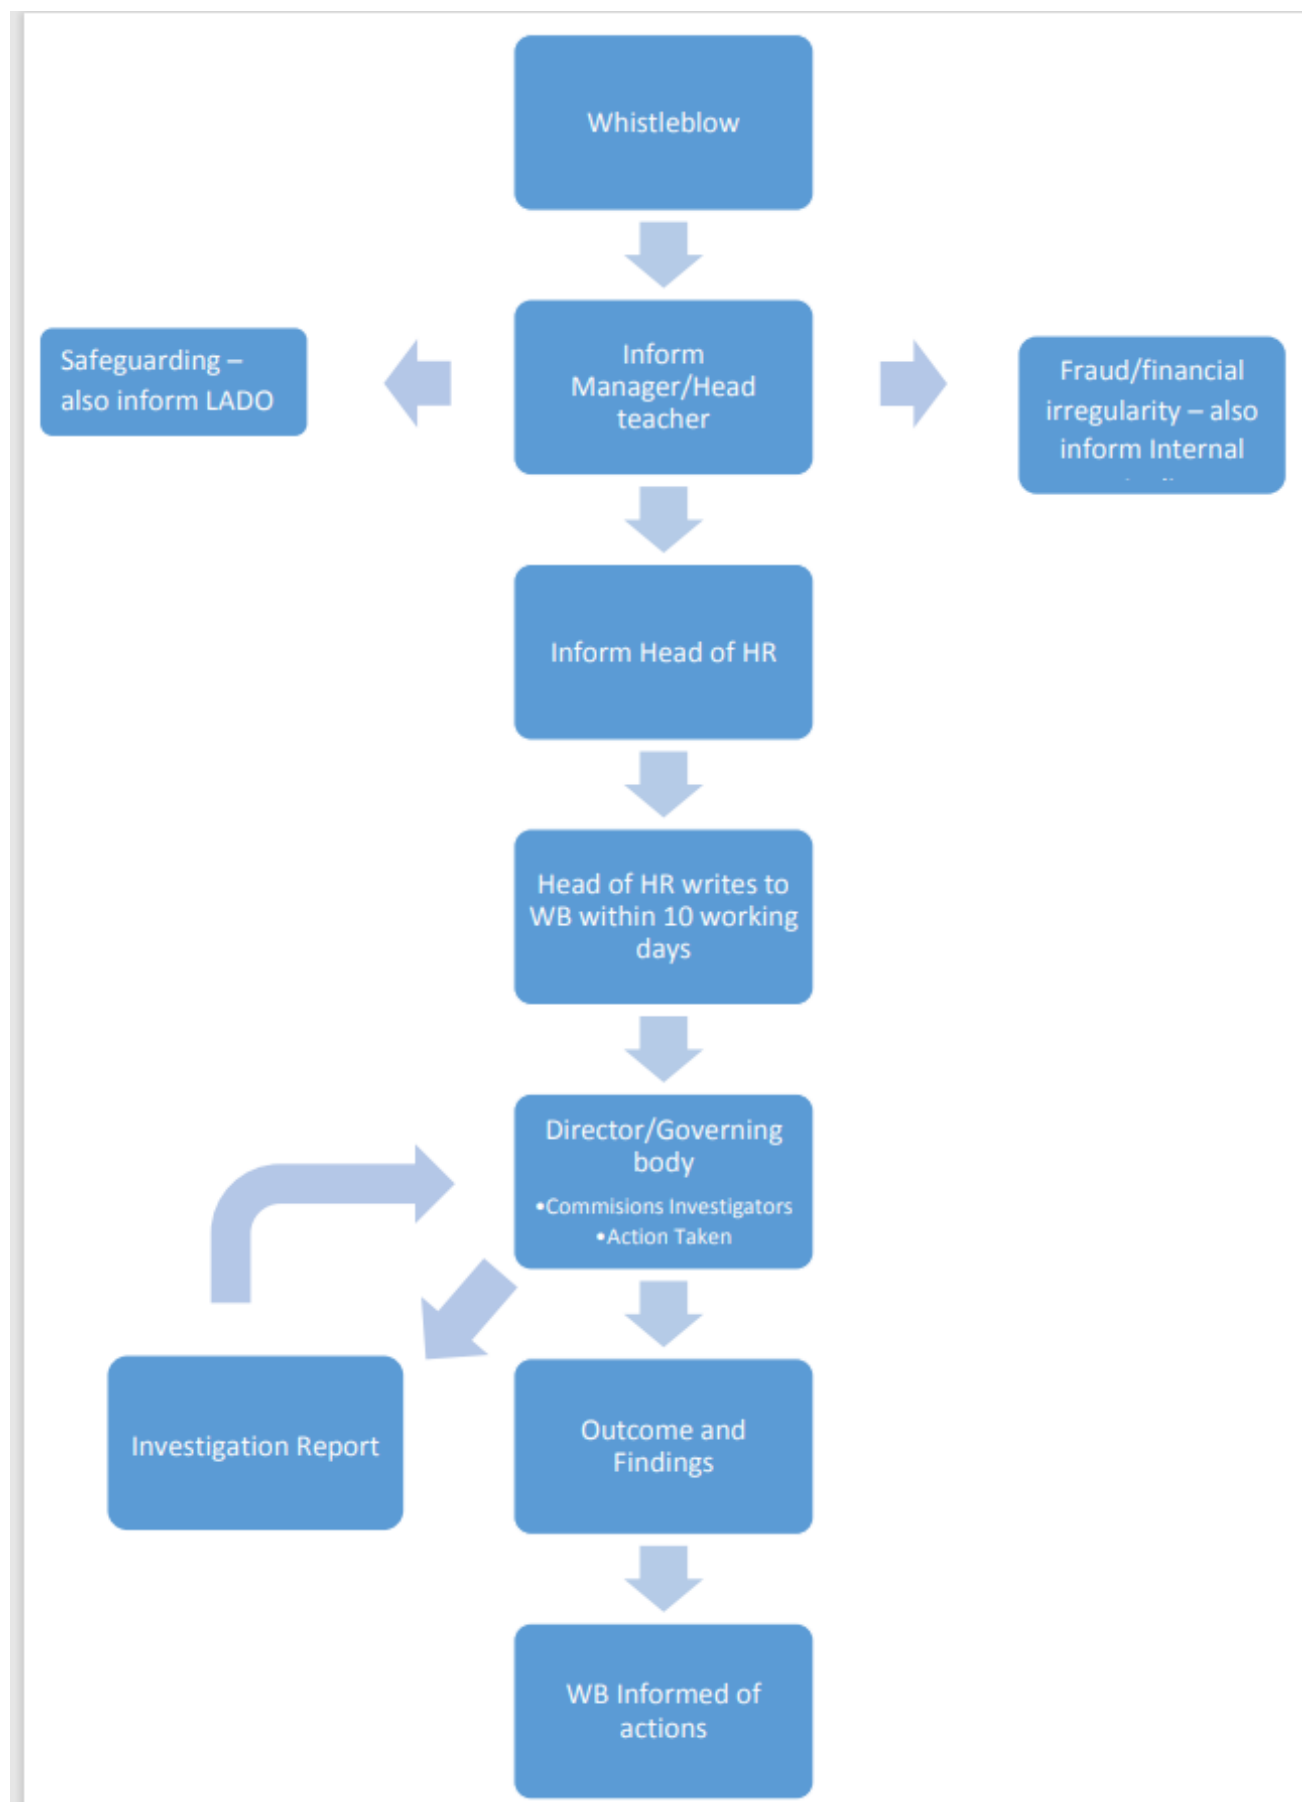 Whistleblow
Safeguarding –
also inform LADO
Inform
Manager/Head
teacher
Fraud/financial
irregularity – also
inform Internal
Inform Head of HR
Head of HR writes to
WB within 10 working
days
Director/Governing
body
•Commisions Investigators
•Action Taken
Investigation Report
Outcome and
Findings
WB Informed of
actions